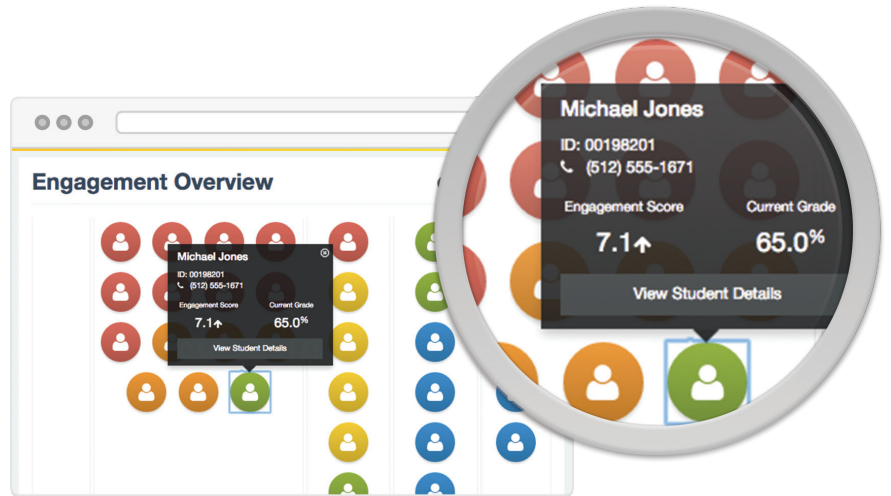 Engagement Overview
Michael Jones
ID: 00198201
(512) 555-1671
Engagement Score Current Grade
7.1 65.0%
View Student Details
Michael Jones
ID: 00198201
(512) 555-1671
Engagement Score Current Grade
7.1 65.0%
View Student Details